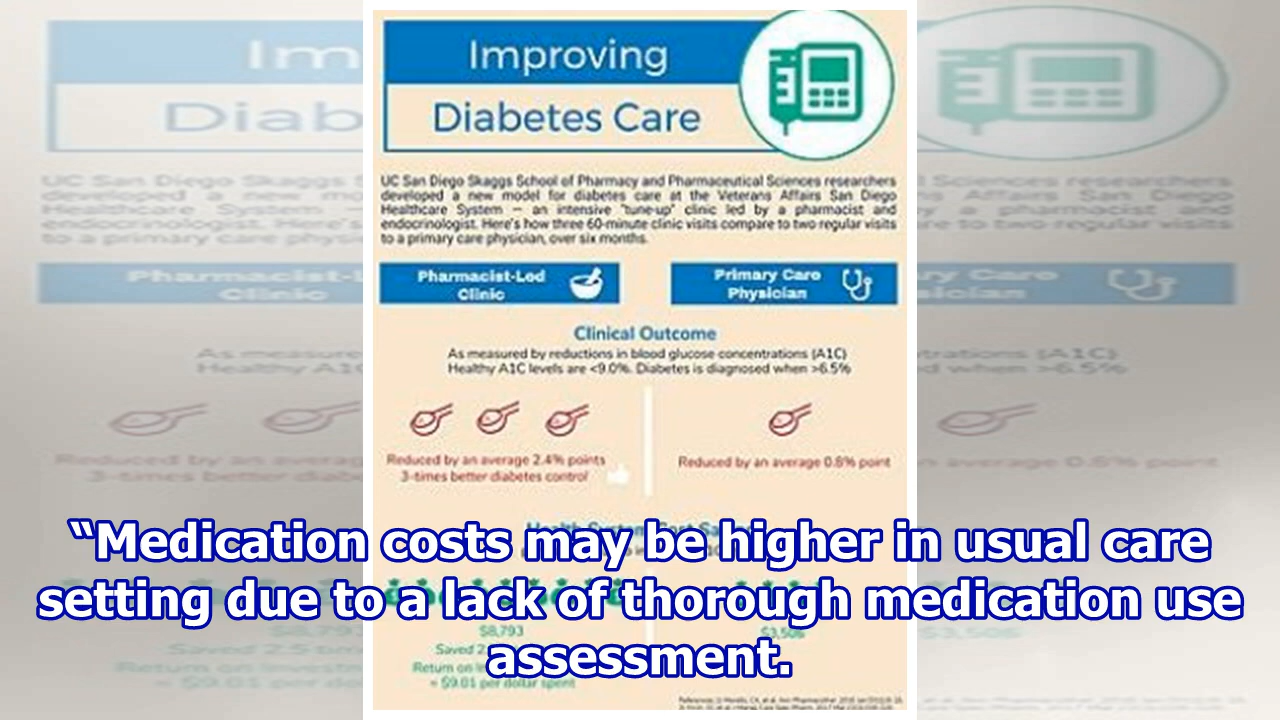 Improving
Diabetes Care
UC San Diego Skaggs School of Pharmacy and Pharmaceutical Sciences researchers
developed a new model for diabetes care at the Veterans Affairs San Diego
Healthcare System – an intensive "tune-up" clinic led by a pharmacist and
endocrinologist. Here's how three 60-minute clinic visits compare to two regular visits
to a primary care physician, over six months.
Pharmacist-Led
Clinic
Primary Care
Physician
Clinical Outcome
As measured by reductions in blood glucose concentrations (A1C)
Healthy A1C levels are <9.0%. Diabetes is diagnosed when >6.5%
Reduced by an average 2.4% points
3-times better diabetes control
Reduced by an average 0.6% point
“Medication costs may be higher in usual care
setting due to a lack of thorough medication use
assessment.
$8,793
$3,506
Saved 2.5
Return on
= $9.01 per dollar spent